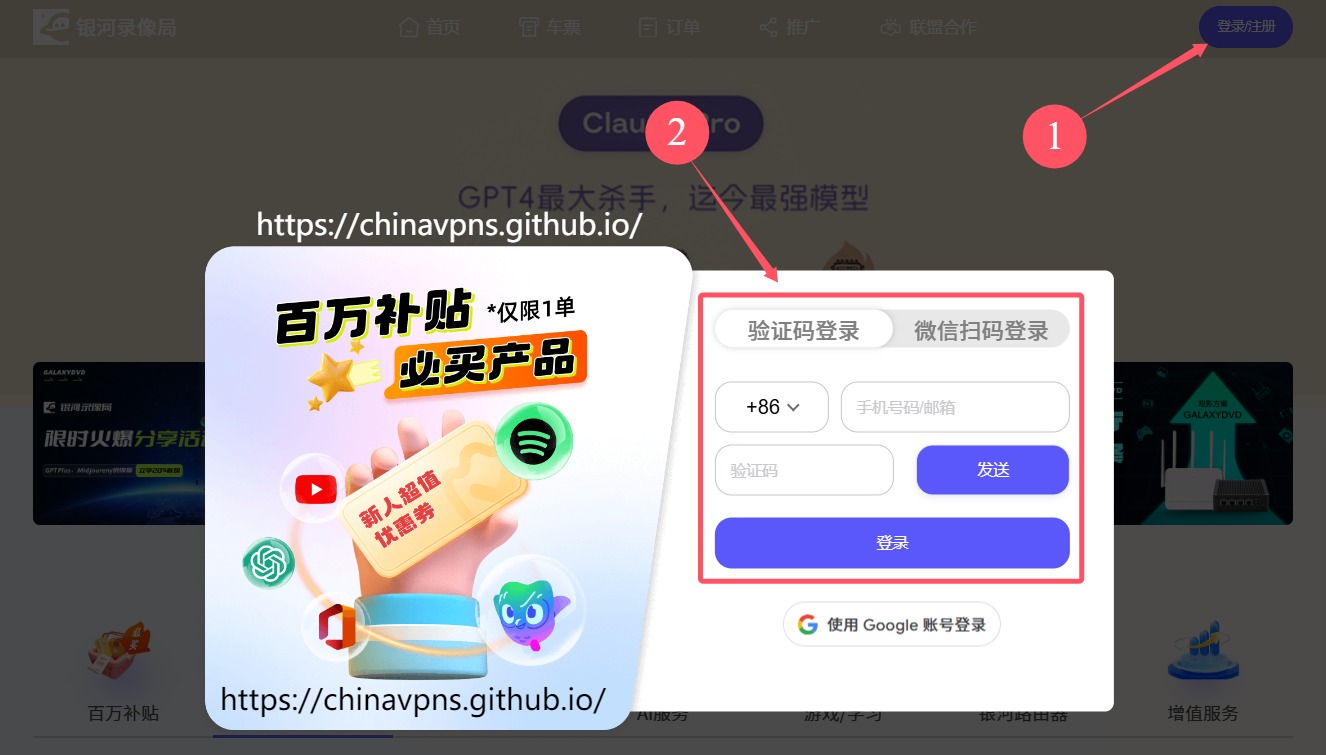 银河录像局
首页
车票
订单
推广
联盟合作
登录/注册
1
2
GPT4最大杀手，迄今最强模型
https://chinavpns.github.io/
百万补贴
*仅限1单
必买产品
新人超值
优惠券
https://chinavpns.github.io/
验证码登录
微信扫码登录
+86
手机号码/邮箱
验证码
发送
登录
使用 Google 账号登录
GALAXYDVD
银河录像局
限时火爆分享活
观影方案
GALAXYDVD
百万补贴
AI服务
游戏/学习
银河路由器
增值服务